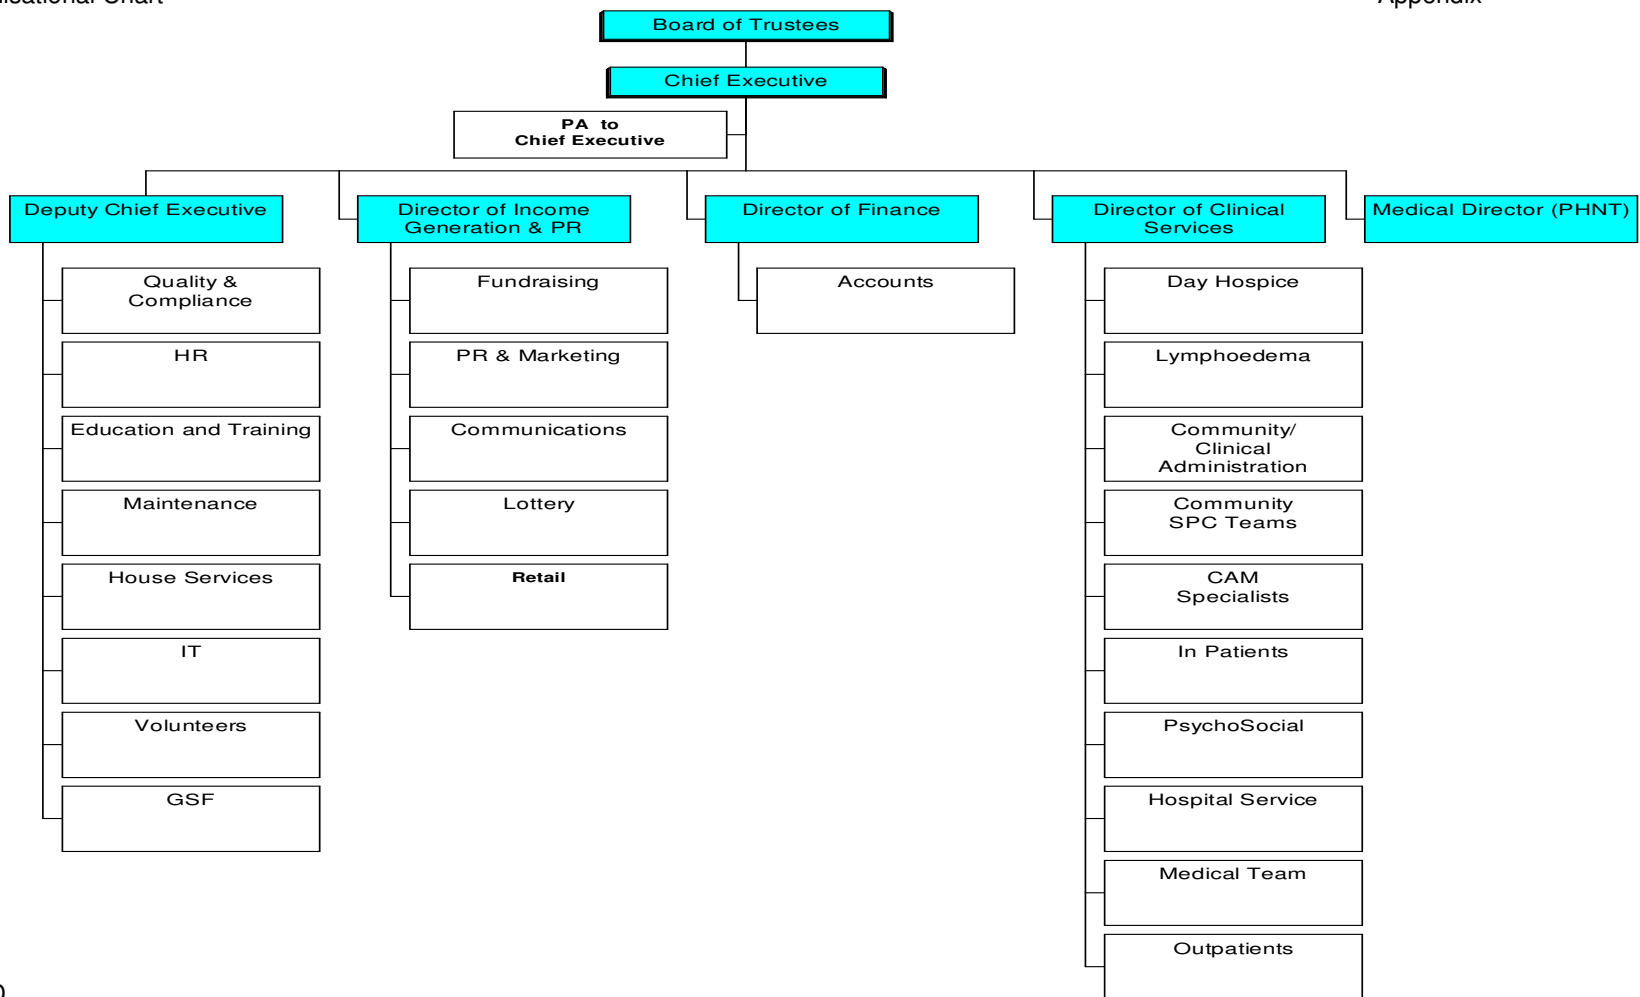 Board of Trustees
Chief Executive
PA to
Chief Executive
Deputy Chief Executive
Director of Income
Generation & PR
Director of Finance
Director of Clinical
Services
Medical Director (PHNT)
Quality &
Compliance
HR
Education and Training
Maintenance
House Services
IT
Volunteers
GSF
Fundraising
PR & Marketing
Communications
Lottery
Retail
Accounts
Day Hospice
Lymphoedema
Community/
Clinical
Administration
Community
SPC Teams
CAM
Specialists
In Patients
PsychoSocial
Hospital Service
Medical Team
Outpatients